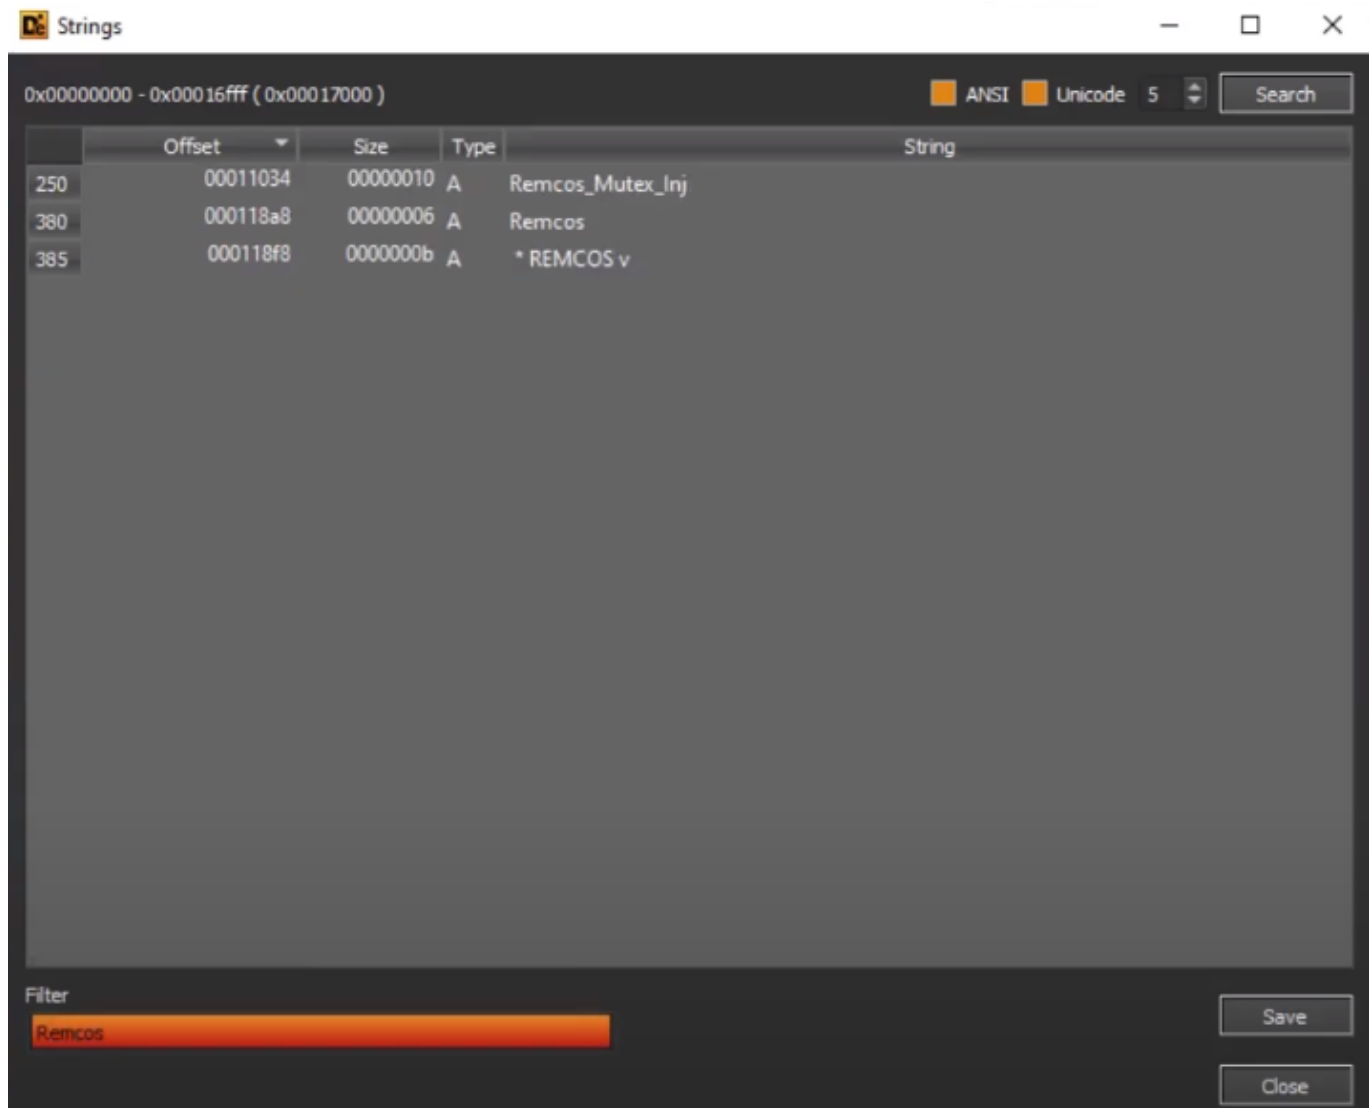 De Strings
0x00000000 - 0x00016fff ( 0x00017000 ) ANSI Unicode 5 Search
Offset Size Type String
250 00011034 00000010 A Remcos_Mutex_Inj
380 000118a8 00000006 A Remcos
385 000118f8 0000000b A * REMCOS v
Filter
Remcos
Save
Close